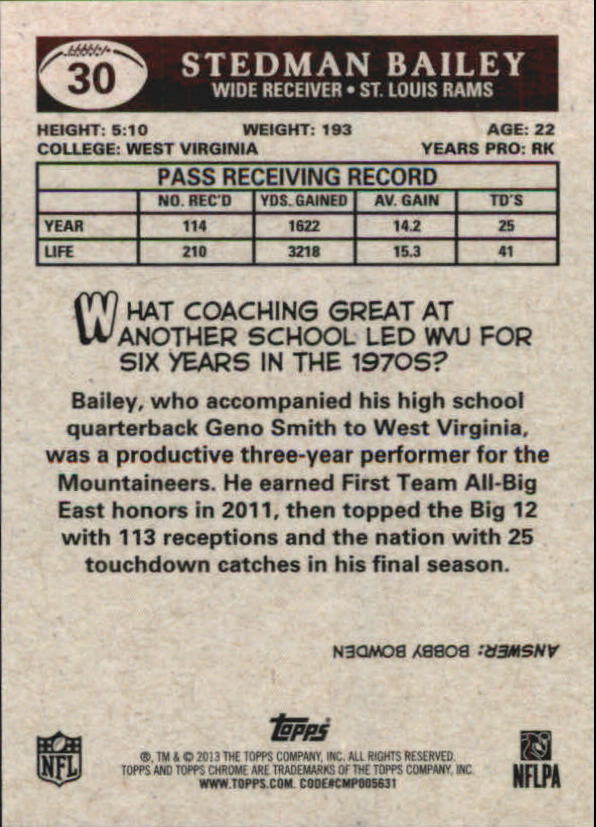 30
STEDMAN BAILEY
WIDE RECEIVER • ST. LOUIS RAMS
HEIGHT: 5:10 WEIGHT: 193 AGE: 22
COLLEGE: WEST VIRGINIA YEARS PRO: RK
PASS RECEIVING RECORD
NO. REC'D YDS. GAINED AV. GAIN TD'S
YEAR 114 1622 14.2 25
LIFE 210 3218 15.3 41
WHAT COACHING GREAT AT
ANOTHER SCHOOL LED WVU FOR
SIX YEARS IN THE 1970S?
Bailey, who accompanied his high school
quarterback Geno Smith to West Virginia,
was a productive three-year performer for the
Mountaineers. He earned First Team All-Big
East honors in 2011, then topped the Big 12
with 113 receptions and the nation with 25
touchdown catches in his final season.
ANSWER: BOBBY BOWDEN
topps
®, TM & © 2013 THE TOPPS COMPANY, INC. ALL RIGHTS RESERVED.
TOPPS AND TOPPS CHROME ARE TRADEMARKS OF THE TOPPS COMPANY, INC.
WWW.TOPPS.COM. CODE#CMP005631
NFL
NFLPA